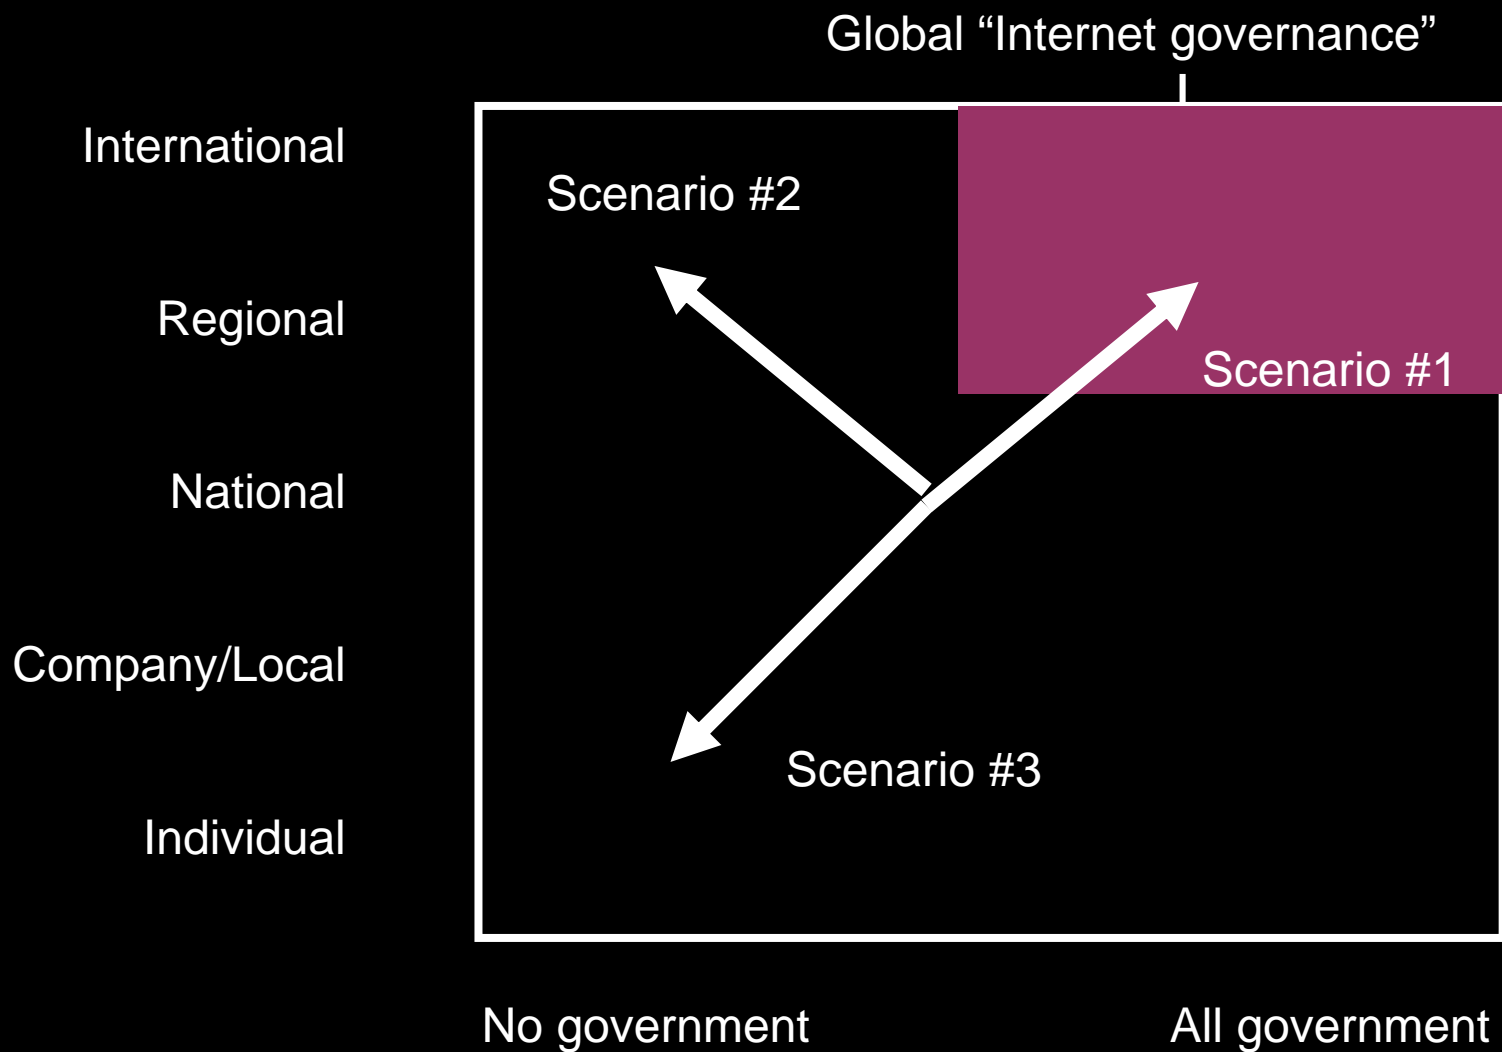 Global “Internet governance”
International
Scenario #2
Regional
Scenario #1
National
Company/Local
Scenario #3
Individual
No government
All government